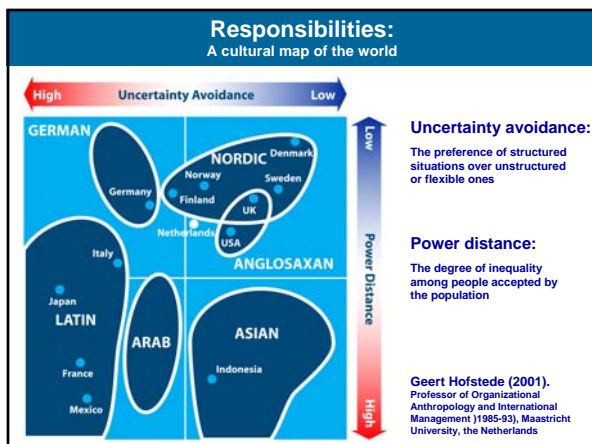 Responsibilities:
A cultural map of the world
High
Uncertainty Avoidance
Low
GERMAN
NORDIC
Denmark
Norway
Sweden
Germany
Finland
UK
Netherlands
USA
ANGLOSAXAN
Italy
Japan
LATIN
ARAB
ASIAN
France
Indonesia
Mexico
Low
Power Distance
High
Uncertainty avoidance:
The preference of structured
situations over unstructured
or flexible ones
Power distance:
The degree of inequality
among people accepted by
the population
Geert Hofstede (2001).
Professor of Organizational
Anthropology and International
Management )1985-93), Maastricht
University, the Netherlands